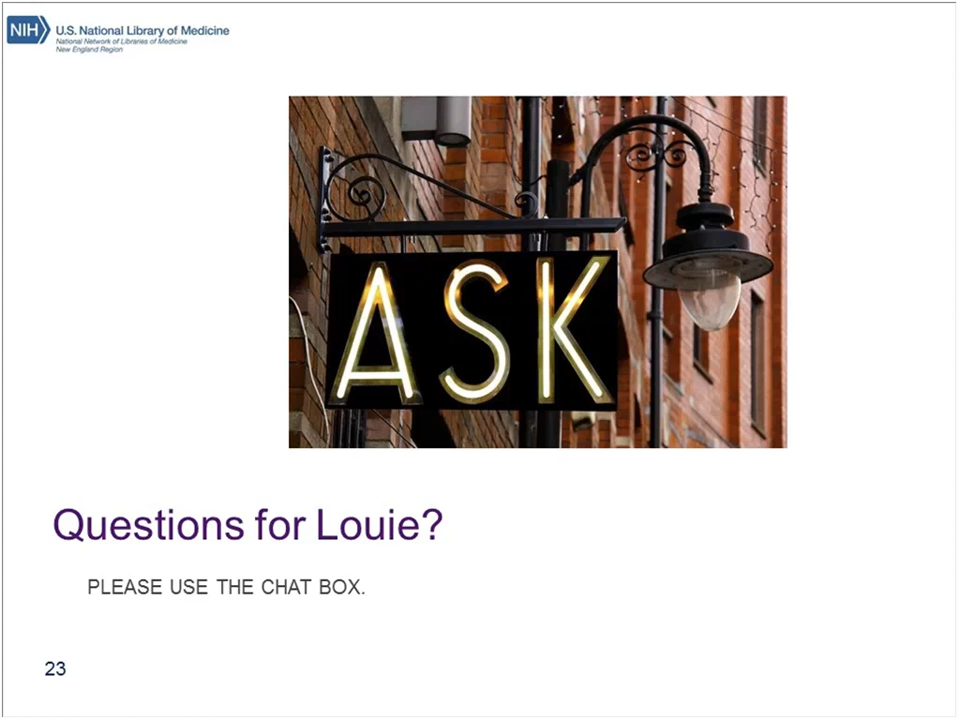 NIH
U.S. National Library of Medicine
National Network of Libraries of Medicine
New England Region
ASK
Questions for Louie?
PLEASE USE THE CHAT BOX.
23